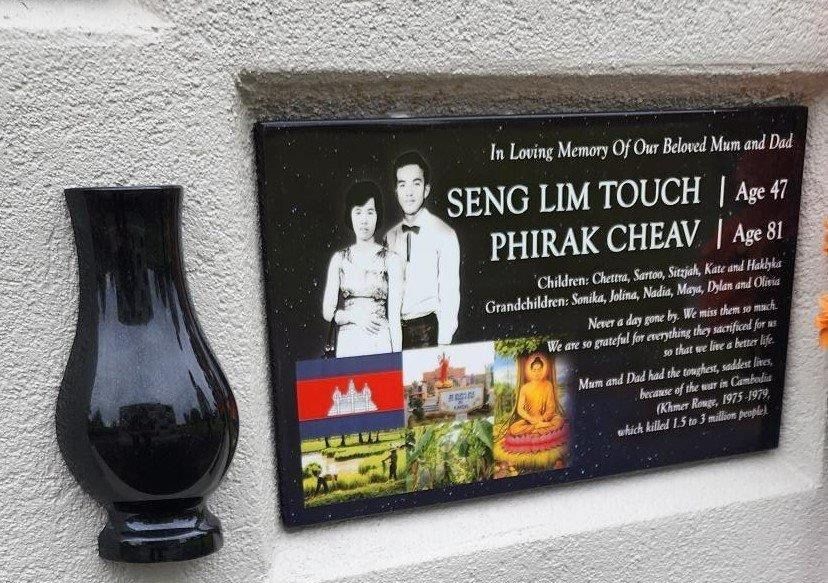 In Loving Memory Of Our Beloved Mum and Dad
SENG LIM TOUCH | Age 47
PHIRAK CHEAV | Age 81
Children: Chettra, Sartoo, Sitzjah, Kate and Haklyka
Grandchildren: Sonika, Jolina, Nadia, Maya, Dylan and Olivia
Never a day gone by. We miss them so much.
We are so grateful for everything they sacrificed for us
so that we live a better life.
Mum and Dad had the toughest, saddest lives,
because of the war in Cambodia
(Khmer Rouge, 1975 -1979,
which killed 1.5 to 3 million people).